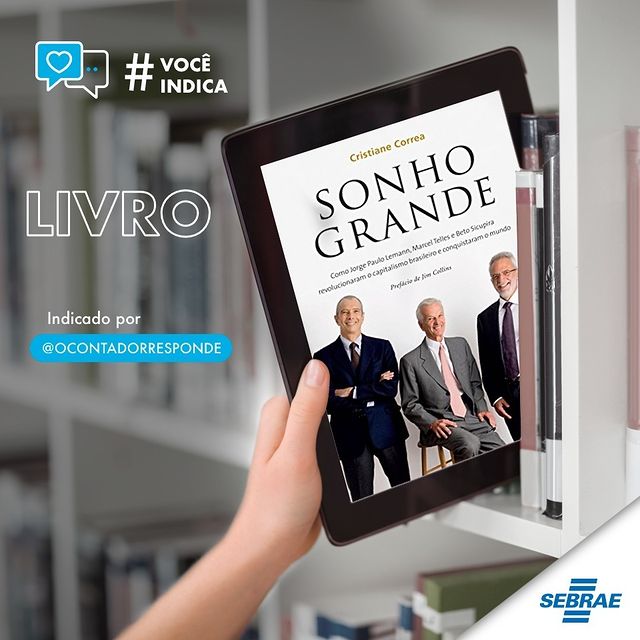 #VOCÊ
INDICA
LIVRO
Indicado por
@OCONTADORRESPONDE
Cristiane Correa
SONHO
GRANDE
Como Jorge Paulo Lemann, Marcel Telles e Beto Sicupira
revolucionaram o capitalismo brasileiro e conquistaram o mundo
Prefácio de Jim Collins
SEBRAE